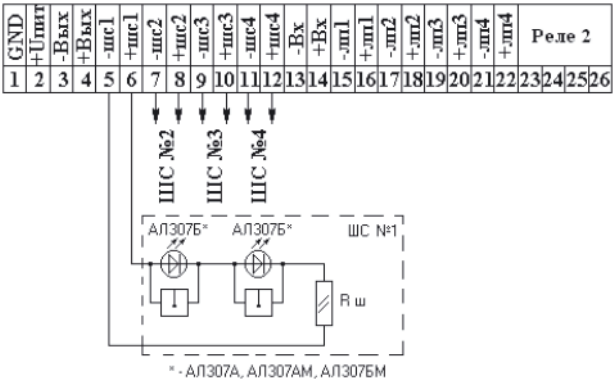 GND +Uпит -Вых +Вых -шс1 +шс1 -шс2 +шс2 -шс3 +шс3 -шс4 +шс4 -Вх +Вх -лп1 +лп1 -лп2 +лп2 -лп3 +лп3 -лп4 +лп4 Реле 2
1 2 3 4 5 6 7 8 9 10 11 12 13 14 15 16 17 18 19 20 21 22 23 24 25 26
ШС №2 ШС №3 ШС №4
АЛ307Б* АЛ307Б* ШС №1
R ш
* - АЛ307А, АЛ307АМ, АЛ307БМ